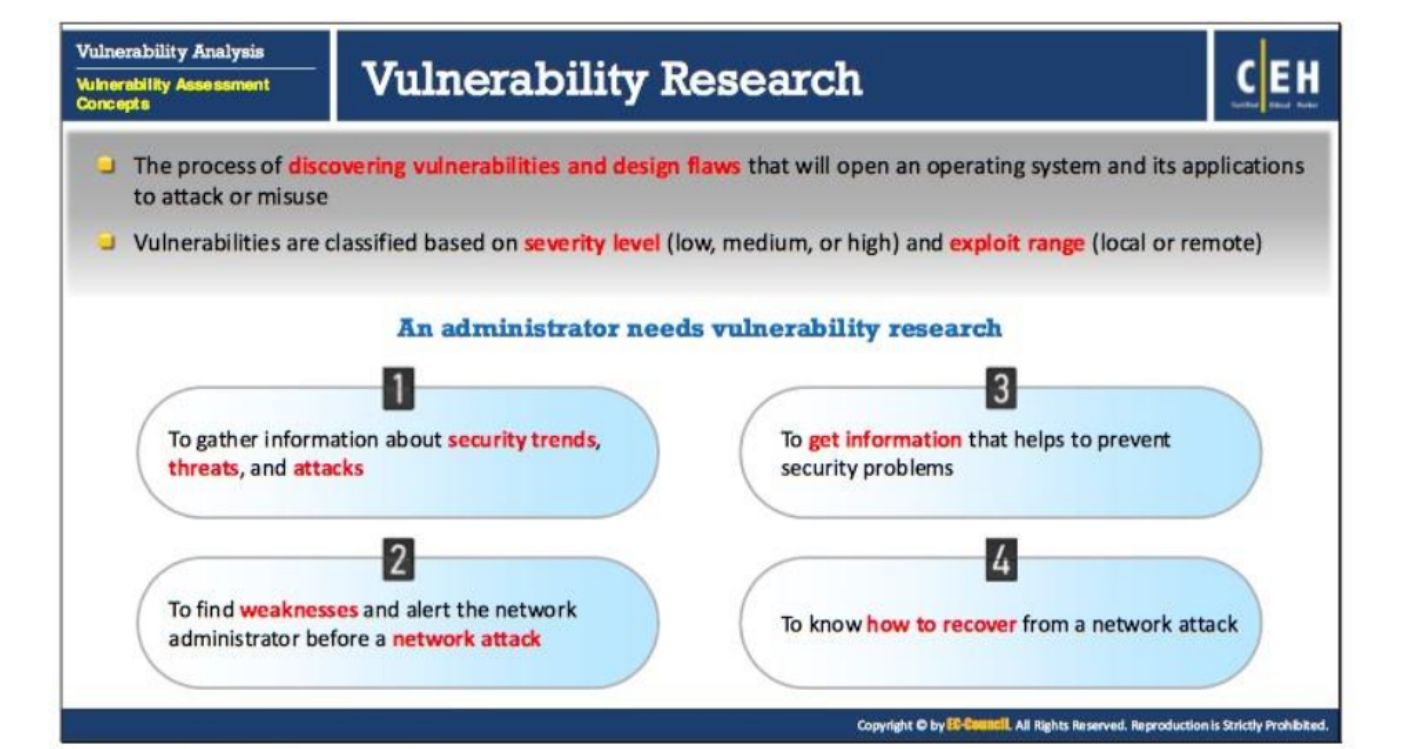 Vulnerability Analysis
Vulnerability Assessment
Concepts
Vulnerability Research
CEH
Certified Ethical Hacker
The process of discovering vulnerabilities and design flaws that will open an operating system and its applications
to attack or misuse
Vulnerabilities are classified based on severity level (low, medium, or high) and exploit range (local or remote)
An administrator needs vulnerability research
1
To gather information about security trends,
threats, and attacks
2
To find weaknesses and alert the network
administrator before a network attack
3
To get information that helps to prevent
security problems
4
To know how to recover from a network attack
Copyright © by EC-Council. All Rights Reserved. Reproduction is Strictly Prohibited.